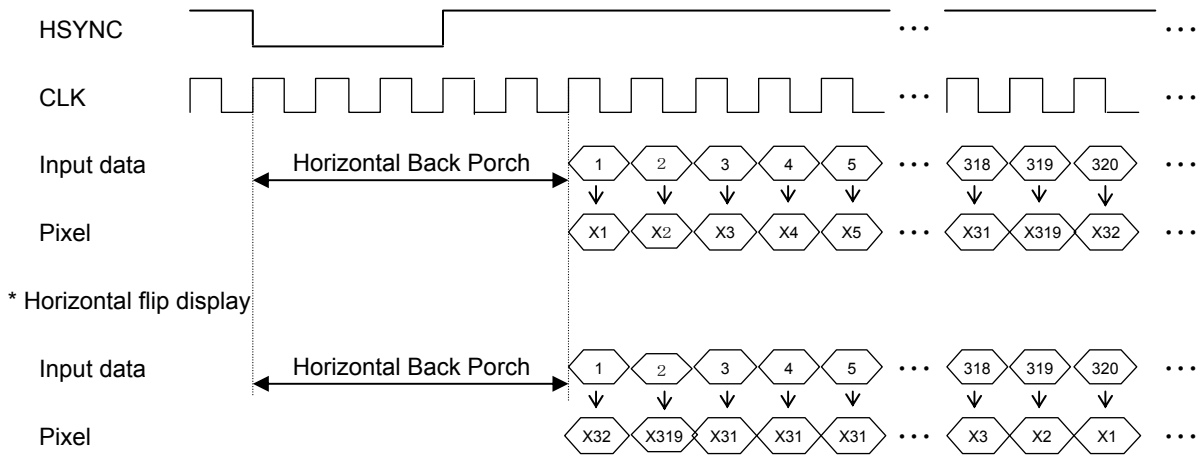 HSYNC ··· ···
CLK ··· ···
Input data Horizontal Back Porch 1 2 3 4 5 ··· 318 319 320 ···
Pixel X1 X2 X3 X4 X5 ··· X31 X319 X32 ···
* Horizontal flip display
Input data Horizontal Back Porch 1 2 3 4 5 ··· 318 319 320 ···
Pixel X32 X319 X31 X31 X31 ··· X3 X2 X1 ···